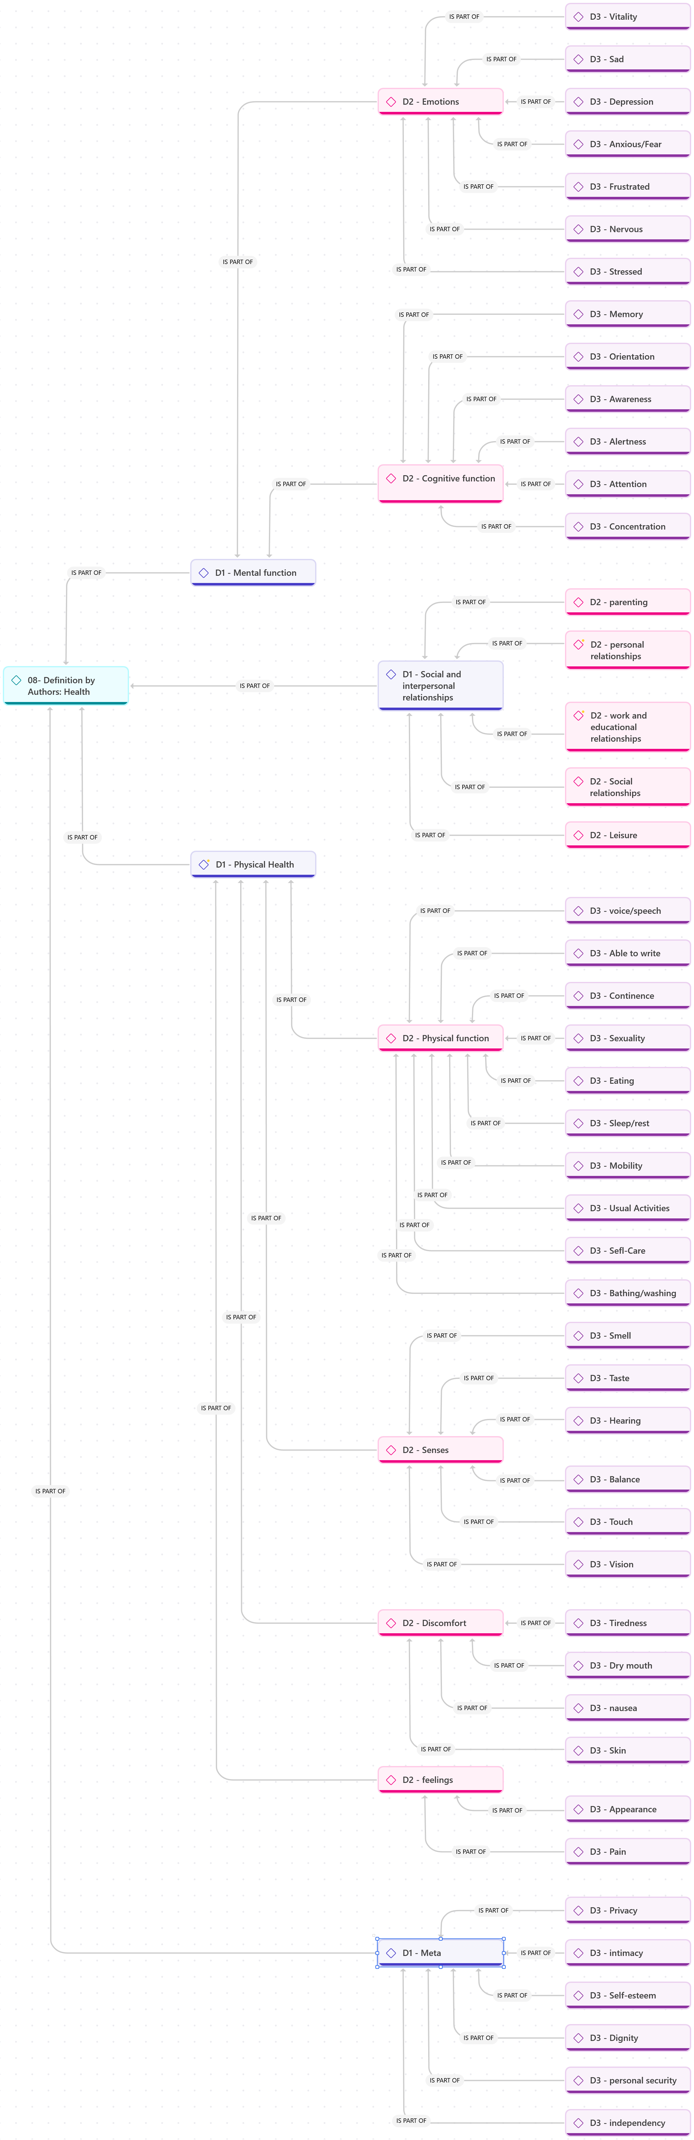 IS PART OF
D3 - Vitality
IS PART OF
D3 - Sad
D2 - Emotions
IS PART OF
D3 - Depression
IS PART OF
D3 - Anxious/Fear
IS PART OF
D3 - Frustrated
IS PART OF
D3 - Nervous
IS PART OF
IS PART OF
D3 - Stressed
IS PART OF
D3 - Memory
IS PART OF
D3 - Orientation
IS PART OF
D3 - Awareness
IS PART OF
D3 - Alertness
D2 - Cognitive function
IS PART OF
IS PART OF
D3 - Attention
IS PART OF
D3 - Concentration
IS PART OF
D1 - Mental function
IS PART OF
D2 - parenting
IS PART OF
D2 - personal
relationships
08- Definition by
Authors: Health
IS PART OF
D1 - Social and
interpersonal
relationships
IS PART OF
D2 - work and
educational
relationships
IS PART OF
D2 - Social
relationships
IS PART OF
IS PART OF
D2 - Leisure
D1 - Physical Health
IS PART OF
D3 - voice/speech
IS PART OF
D3 - Able to write
IS PART OF
IS PART OF
D3 - Continence
D2 - Physical function
IS PART OF
D3 - Sexuality
IS PART OF
D3 - Eating
IS PART OF
D3 - Sleep/rest
IS PART OF
D3 - Mobility
IS PART OF
D3 - Usual Activities
IS PART OF
IS PART OF
D3 - Sefl-Care
IS PART OF
D3 - Bathing/washing
IS PART OF
IS PART OF
D3 - Smell
IS PART OF
D3 - Taste
IS PART OF
IS PART OF
D3 - Hearing
D2 - Senses
IS PART OF
D3 - Balance
IS PART OF
IS PART OF
D3 - Touch
IS PART OF
D3 - Vision
D2 - Discomfort
IS PART OF
D3 - Tiredness
IS PART OF
D3 - Dry mouth
IS PART OF
D3 - nausea
IS PART OF
D3 - Skin
D2 - feelings
IS PART OF
D3 - Appearance
IS PART OF
D3 - Pain
IS PART OF
D3 - Privacy
D1 - Meta
IS PART OF
D3 - intimacy
IS PART OF
D3 - Self-esteem
IS PART OF
D3 - Dignity
IS PART OF
D3 - personal security
IS PART OF
D3 - independency